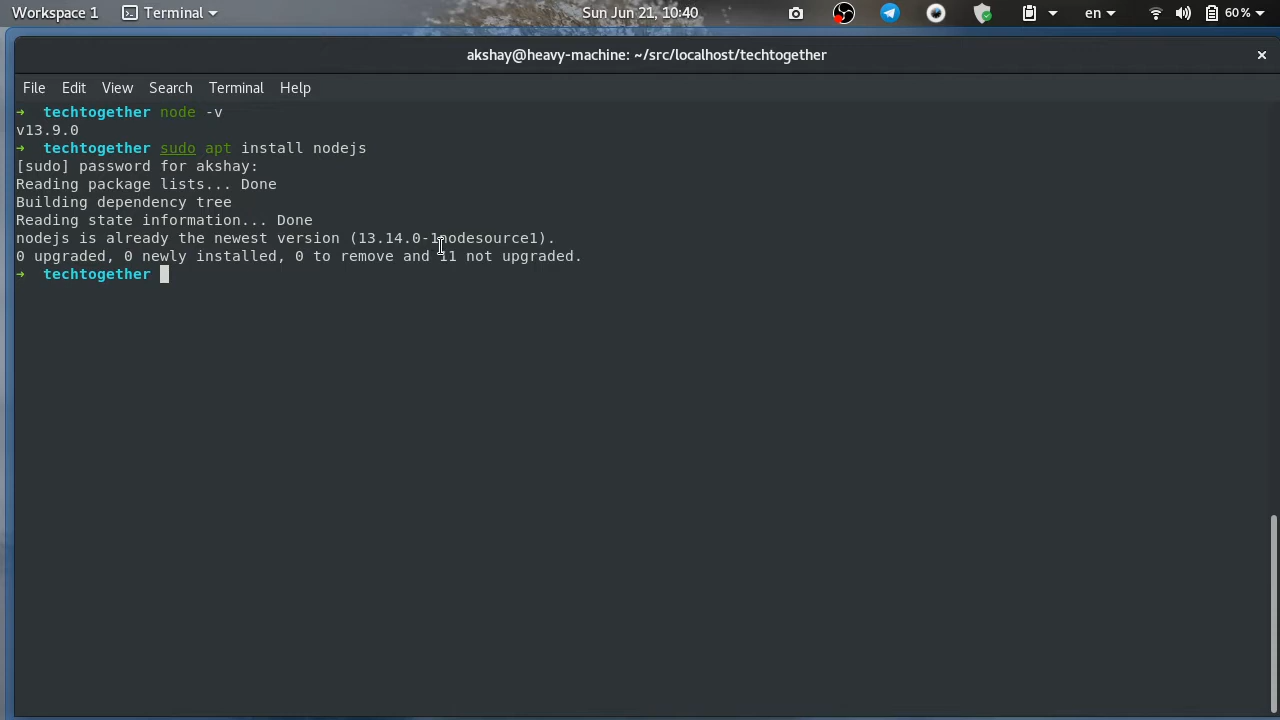 Workspace 1 Terminal Sun Jun 21, 10:40 en 60%
akshay@heavy-machine: ~/src/localhost/techtogether
File Edit View Search Terminal Help
➜ techtogether node -v
v13.9.0
➜ techtogether sudo apt install nodejs
[sudo] password for akshay:
Reading package lists... Done
Building dependency tree
Reading state information... Done
nodejs is already the newest version (13.14.0-1nodesource1).
0 upgraded, 0 newly installed, 0 to remove and 11 not upgraded.
➜ techtogether